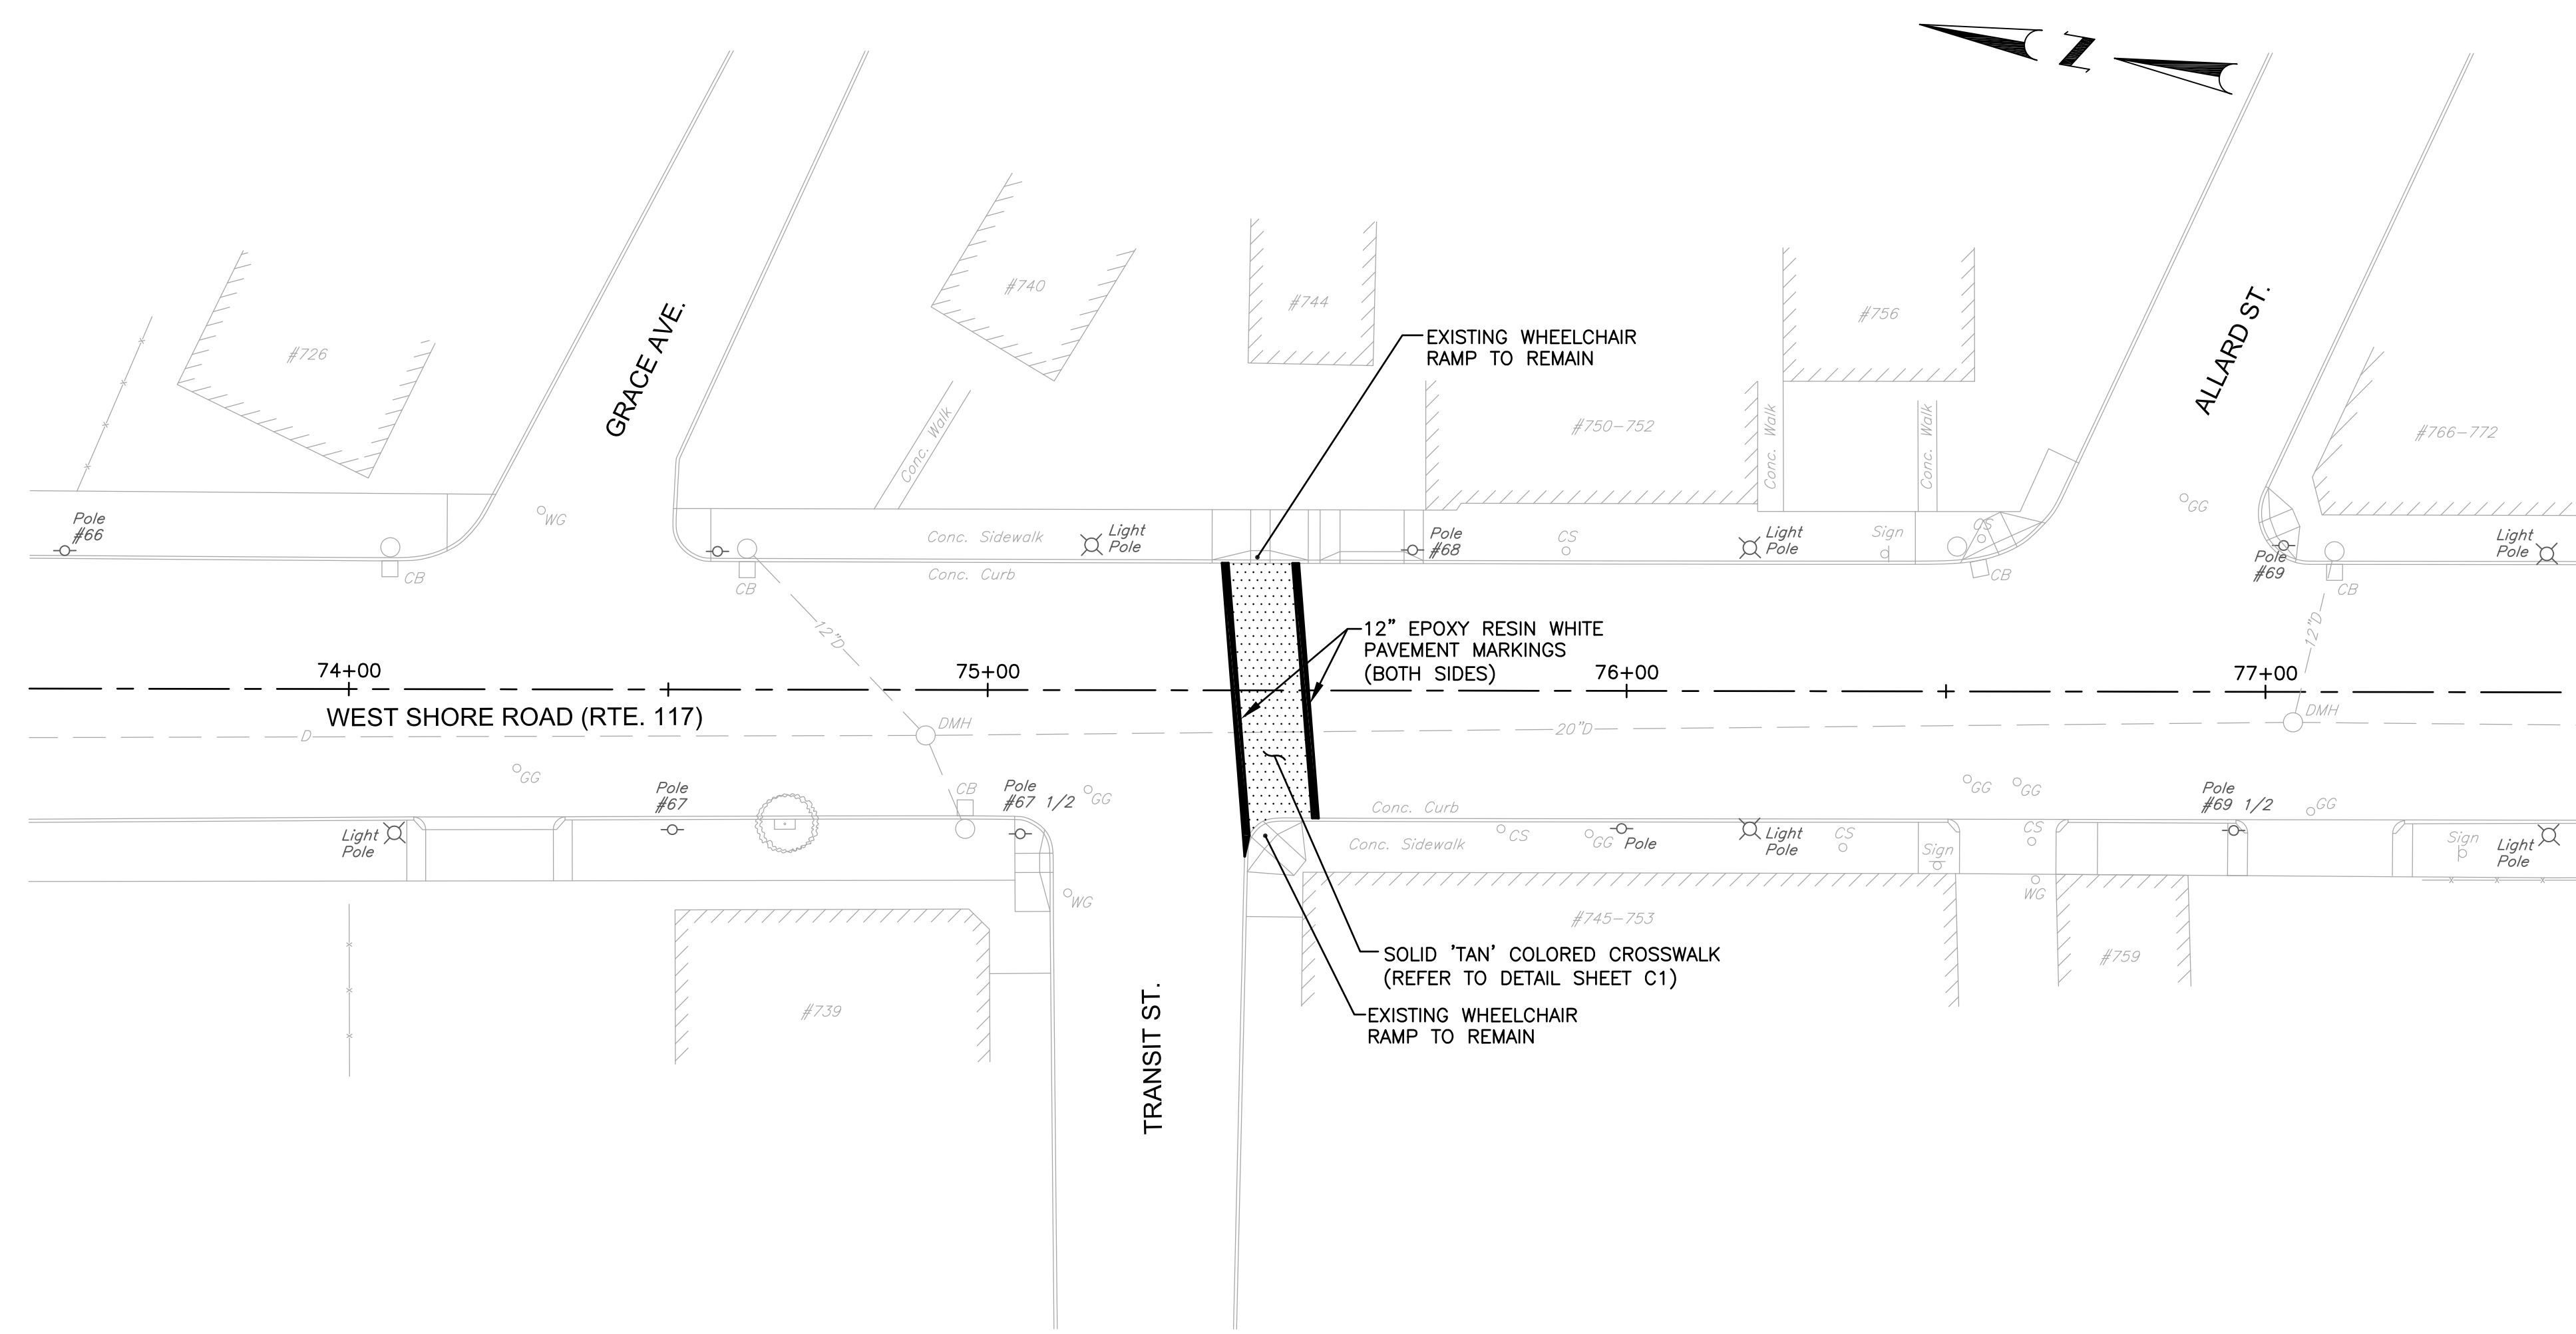 N
#726
GRACE AVE.
#740
#744
#756
ALLARD ST.
EXISTING WHEELCHAIR
RAMP TO REMAIN
Conc. Walk
#750-752
Conc. Walk
Conc. Walk
#766-772
Pole
#66
WG
GG
CB
CB
Conc. Sidewalk
Conc. Curb
Light
Pole
Pole
#68
CS
Light
Pole
Sign
CS
CB
Pole
#69
CB
Light
Pole
12"D
12" EPOXY RESIN WHITE
PAVEMENT MARKINGS
(BOTH SIDES)
12"D
74+00
75+00
76+00
77+00
WEST SHORE ROAD (RTE. 117)
D
DMH
20"D
DMH
GG
Pole
#67
CB
Pole
#67 1/2
GG
Conc. Curb
GG
GG
Pole
#69 1/2
GG
Light
Pole
Conc. Sidewalk
CS
GG
Pole
Light
Pole
CS
Sign
CS
WG
Sign
Light
Pole
WG
#739
#745-753
#759
SOLID 'TAN' COLORED CROSSWALK
(REFER TO DETAIL SHEET C1)
EXISTING WHEELCHAIR
RAMP TO REMAIN
TRANSIT ST.